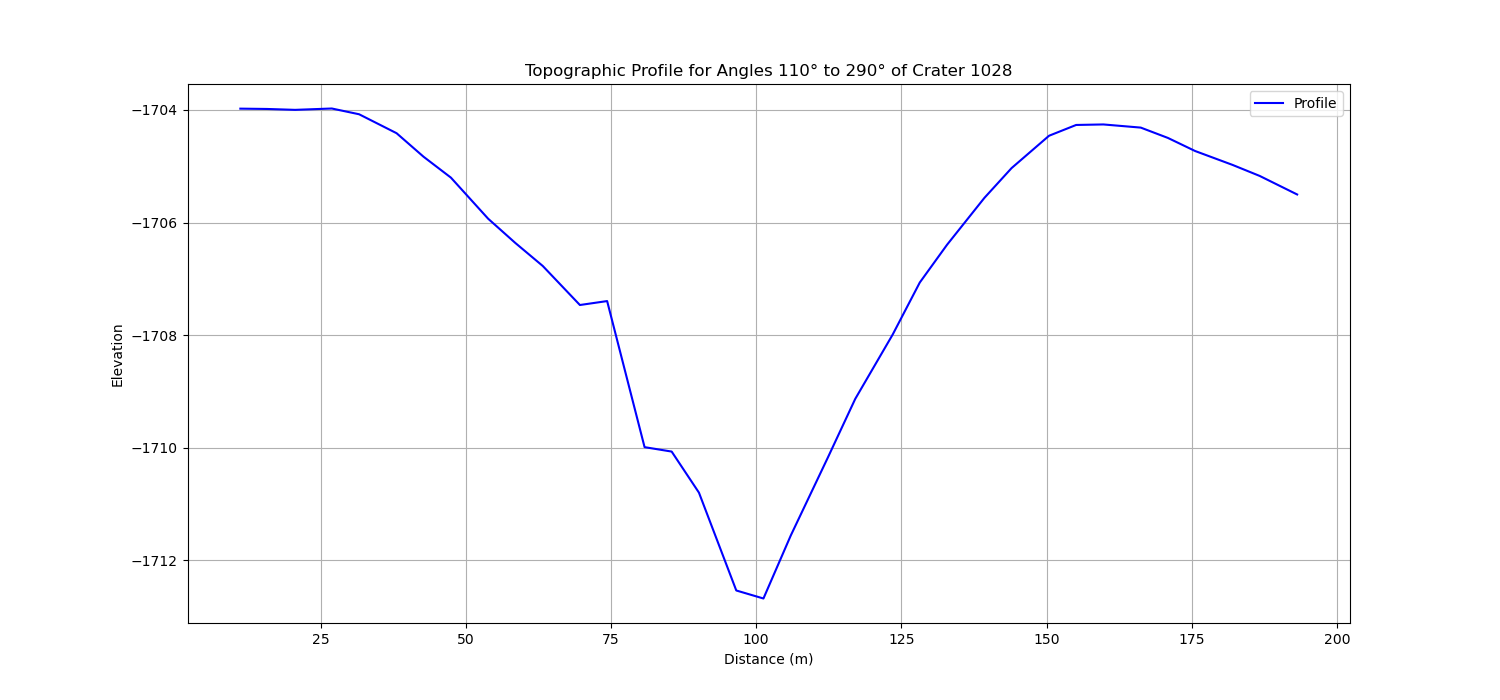 Topographic Profile for Angles 110° to 290° of Crater 1028
Profile
−1704
−1706
−1708
−1710
−1712
Elevation
25 50 75 100 125 150 175 200
Distance (m)